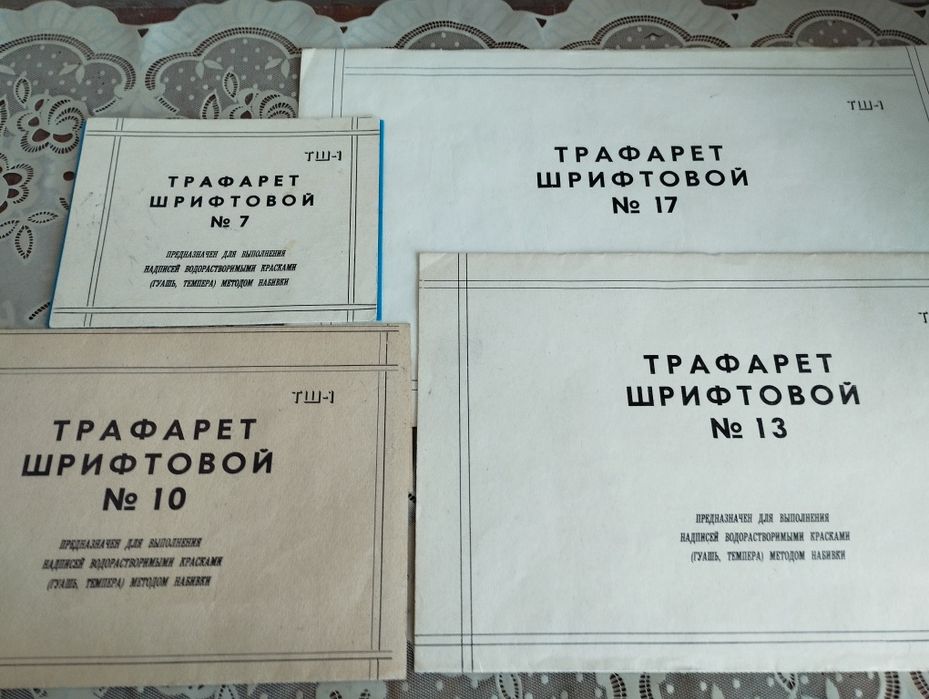 ТШ-1
ТРАФАРЕТ
ШРИФТОВОЙ
№ 7
ПРЕДНАЗНАЧЕН ДЛЯ ВЫПОЛНЕНИЯ
НАДПИСЕЙ ВОДОРАСТВОРИМЫМИ КРАСКАМИ
(ГУАШЬ, ТЕМПЕРА) МЕТОДОМ НАБИВКИ
ТШ-1
ТРАФАРЕТ
ШРИФТОВОЙ
№ 17
ТШ-1
ТРАФАРЕТ
ШРИФТОВОЙ
№ 10
ПРЕДНАЗНАЧЕН ДЛЯ ВЫПОЛНЕНИЯ
НАДПИСЕЙ ВОДОРАСТВОРИМЫМИ КРАСКАМИ
(ГУАШЬ, ТЕМПЕРА) МЕТОДОМ НАБИВКИ
ТРАФАРЕТ
ШРИФТОВОЙ
№ 13
ПРЕДНАЗНАЧЕН ДЛЯ ВЫПОЛНЕНИЯ
НАДПИСЕЙ ВОДОРАСТВОРИМЫМИ КРАСКАМИ
(ГУАШЬ, ТЕМПЕРА) МЕТОДОМ НАБИВКИ